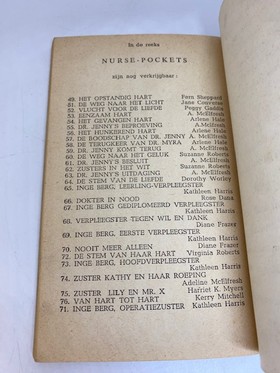 In de reeks
NURSE-POCKETS
zijn nog verkrijgbaar:
49. HET OPSTANDIG HART Fern Sheppard
51. DE WEG NAAR HET LICHT Jane Converse
52. VLUCHT VOOR DE LIEFDE Peggy Gaddis
53. EENZAAM HART A. McElfresh
54. HET GEVANGEN HART Arlene Hale
55. DR. JENNY'S BEPROEVING A. McElfresh
56. HET HUNKEREND HART Arlene Hale
57. DE BOODSCHAP VAN DR. JENNY A. McElfresh
58. DE TERUGKEER VAN DR. MYRA Arlene Hale
59. DR. JENNY KOMT TERUG A. McElfresh
60. DE WEG NAAR HET GELUK Suzanne Roberts
61. DR. JENNY'S BESLUIT A. McElfresh
62. ZUSTERS IN HET WIT Suzanne Roberts
63. DR. JENNY'S UITDAGING A. McElfresh
64. DE STEM VAN DE LIEFDE Dorothy Worley
65. INGE BERG, LEERLING-VERPLEEGSTER
Kathleen Harris
66. DOKTER IN NOOD Rose Dana
67. INGE BERG GEDIPLOMEERD VERPLEEGSTER
Kathleen Harris
68. VERPLEEGSTER TEGEN WIL EN DANK
Diane Frazer
69. INGE BERG, EERSTE VERPLEEGSTER
Kathleen Harris
70. NOOIT MEER ALLEEN Diane Frazer
72. DE STEM VAN HAAR HART Virginia Roberts
73. INGE BERG, HOOFDVERPLEEGSTER
Kathleen Harris
74. ZUSTER KATHY EN HAAR ROEPING
Adeline McElfresh
75. ZUSTER LILY EN MR. X Harriet K. Myers
76. VAN HART TOT HART Kerry Mitchell
71. INGE BERG, OPERATIEZUSTER
Kathleen Harris